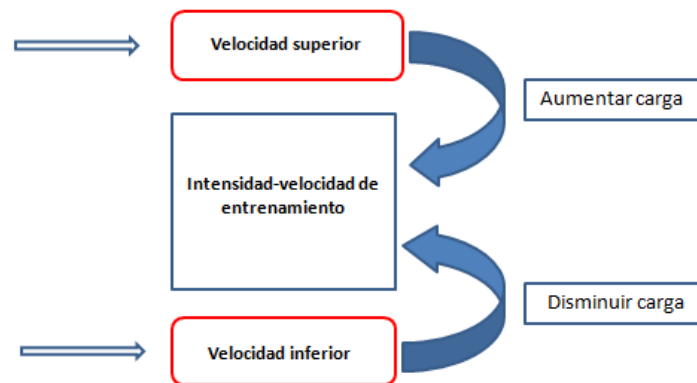 Velocidad superior
Aumentar carga
Intensidad-velocidad de
entrenamiento
Disminuir carga
Velocidad inferior